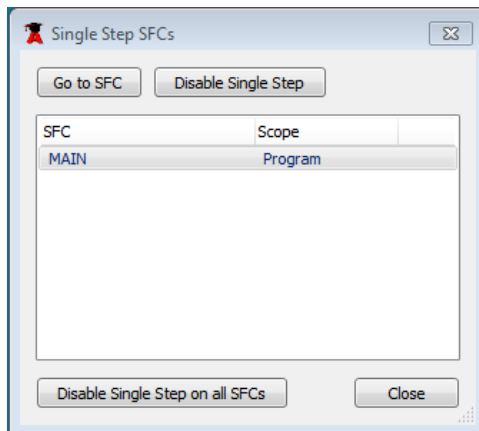 Single Step SFCs
Go to SFC Disable Single Step
SFC Scope
MAIN Program
Disable Single Step on all SFCs Close